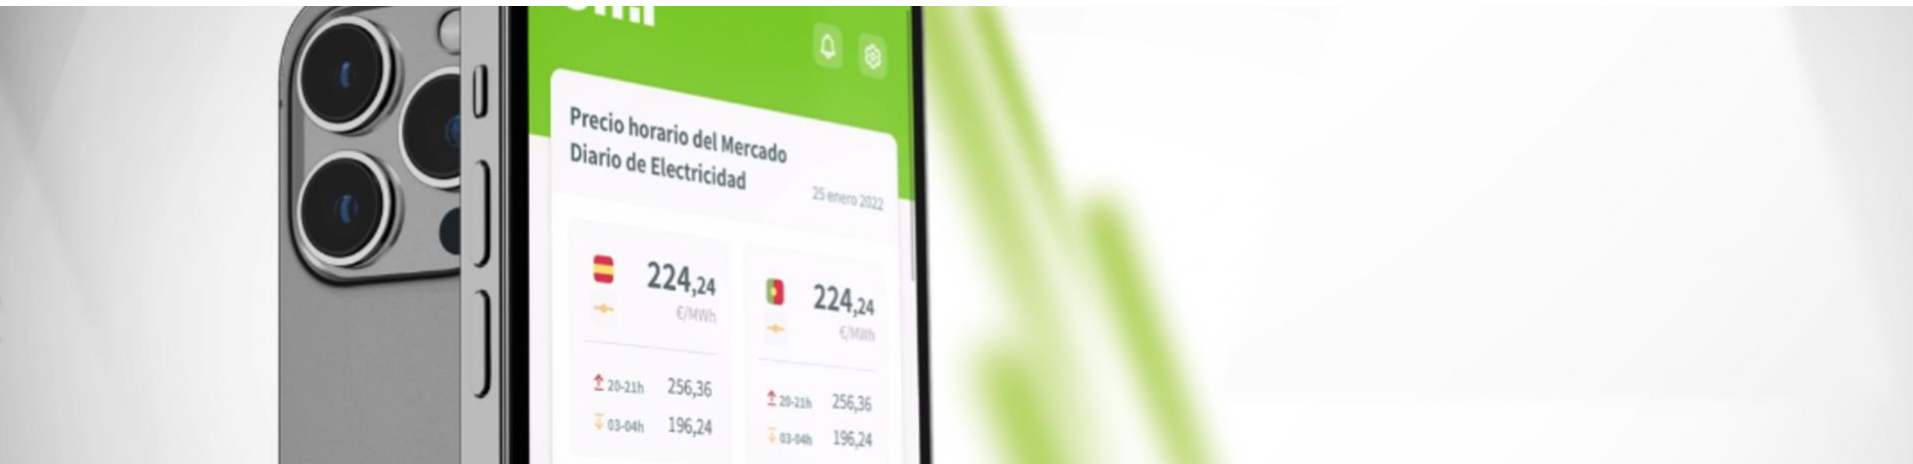 Precio horario del Mercado
Diario de Electricidad
25 enero 2022
224,24
€/MWh
20-21h 256,36
03-04h 196,24
224,24
€/MWh
20-21h 256,36
03-04h 196,24